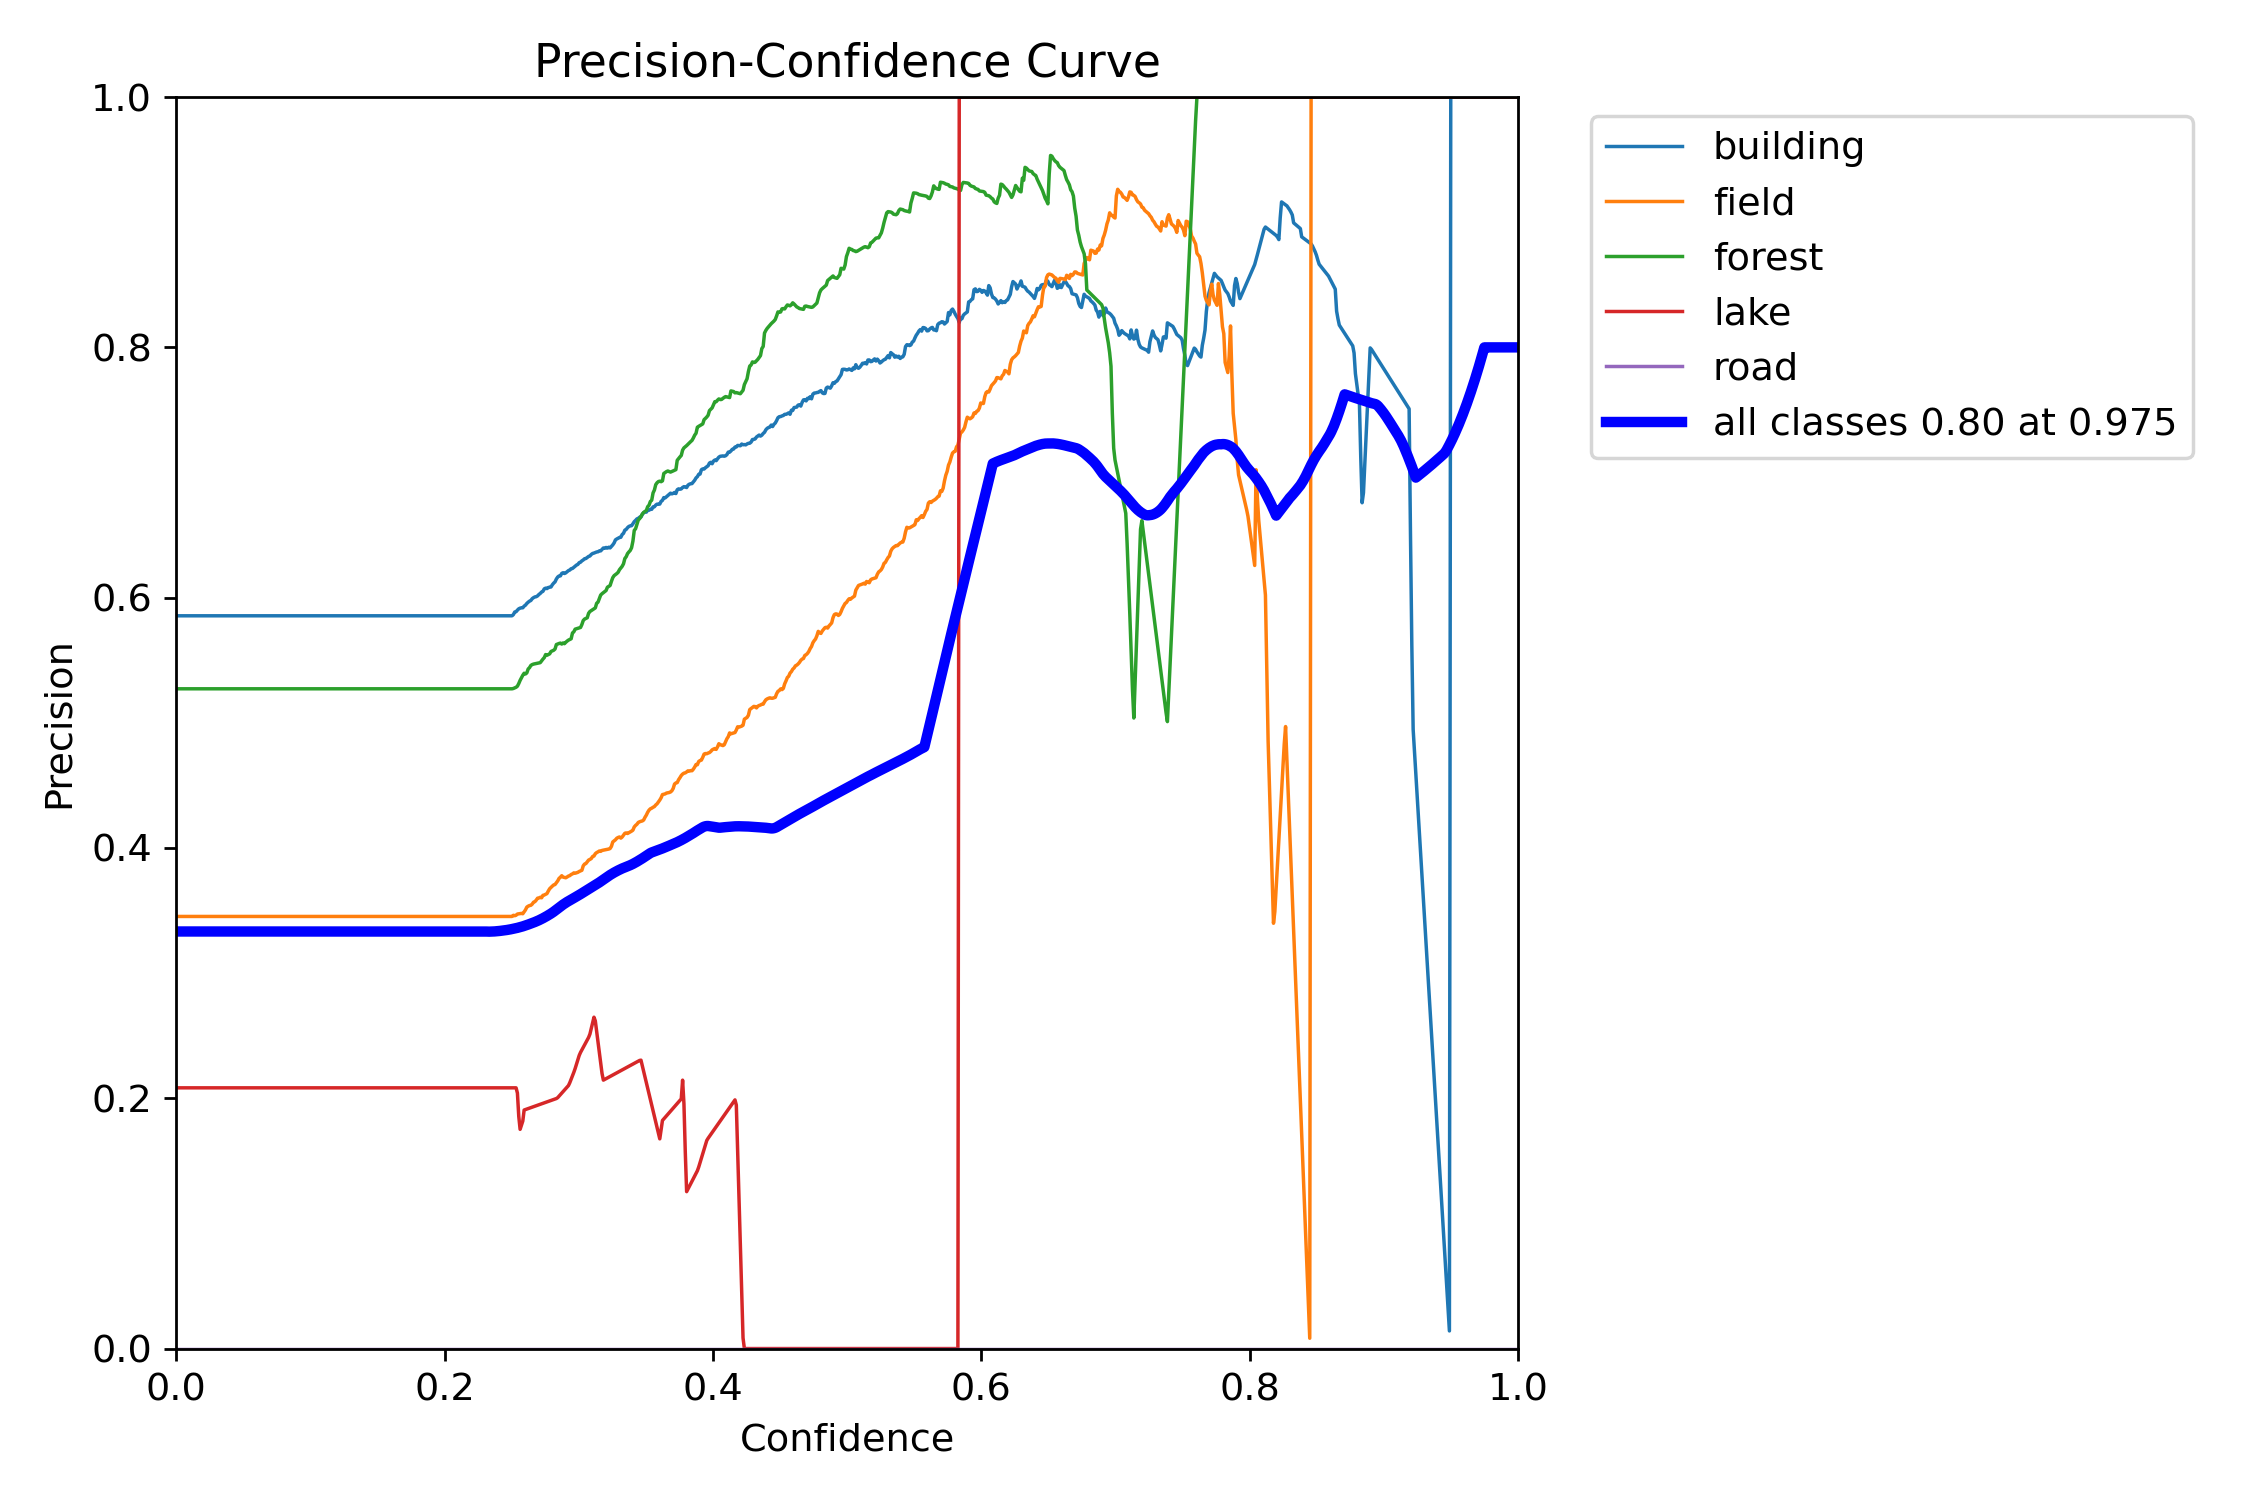 Precision-Confidence Curve
1.0
0.8
0.6
0.4
0.2
0.0
Precision
0.0 0.2 0.4 0.6 0.8 1.0
Confidence
building
field
forest
lake
road
all classes 0.80 at 0.975